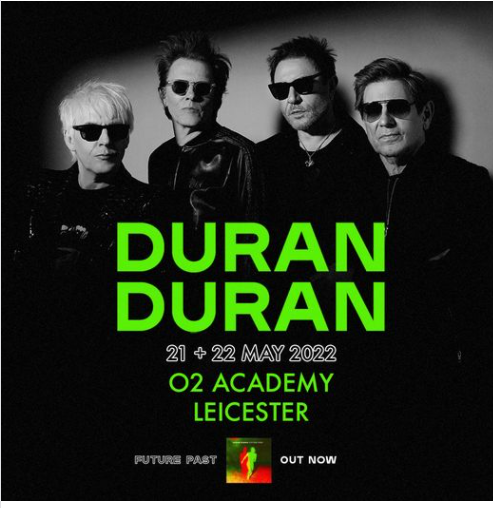 DURAN
DURAN
21 + 22 MAY 2022
O2 ACADEMY
LEICESTER
FUTURE PAST OUT NOW